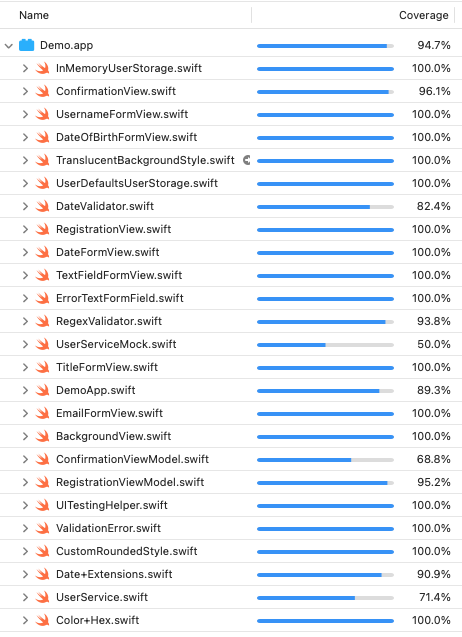 Name Coverage
Demo.app 94.7%
InMemoryUserStorage.swift 100.0%
ConfirmationView.swift 96.1%
UsernameFormView.swift 100.0%
DateOfBirthFormView.swift 100.0%
TranslucentBackgroundStyle.swift 100.0%
UserDefaultsUserStorage.swift 100.0%
DateValidator.swift 82.4%
RegistrationView.swift 100.0%
DateFormView.swift 100.0%
TextFieldFormView.swift 100.0%
ErrorTextFormField.swift 100.0%
RegexValidator.swift 93.8%
UserServiceMock.swift 50.0%
TitleFormView.swift 100.0%
DemoApp.swift 89.3%
EmailFormView.swift 100.0%
BackgroundView.swift 100.0%
ConfirmationViewModel.swift 68.8%
RegistrationViewModel.swift 95.2%
UITestingHelper.swift 100.0%
ValidationError.swift 100.0%
CustomRoundedStyle.swift 100.0%
Date+Extensions.swift 90.9%
UserService.swift 71.4%
Color+Hex.swift 100.0%